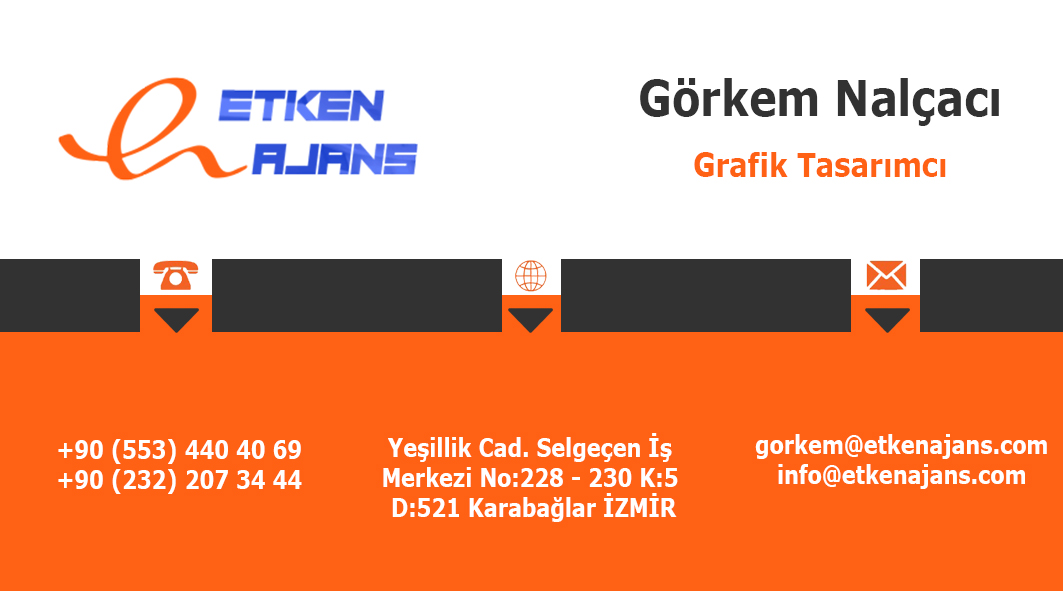 ETKEN
AJANS
Görkem Nalçacı
Grafik Tasarımcı
+90 (553) 440 40 69
+90 (232) 207 34 44
Yeşillik Cad. Selgeçen İş
Merkezi No:228 - 230 K:5
D:521 Karabağlar İZMİR
gorkem@etkenajans.com
info@etkenajans.com